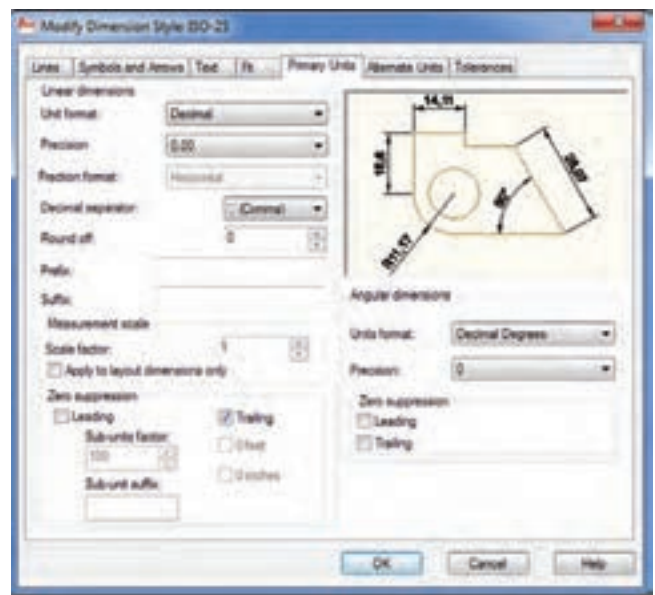 Modify Dimension Style: ISO-25
Lines Symbols and Arrows Text Fit Primary Units Alternate Units Tolerances
Linear dimensions
Unit format: Decimal
Precision 0.00
Fraction format: Horizontal
Decimal separator: ',' (Comma)
Round off: 0
Prefix:
Suffix:
Measurement scale
Scale factor: 1
Apply to layout dimensions only
Zero suppression
Leading
Trailing
Sub-units factor:
100
0 feet
0 inches
Sub-unit suffix:
14,11
16,6
R11,17
Angular dimensions
Units format: Decimal Degrees
Precision: 0
Zero suppression
Leading
Trailing
OK Cancel Help